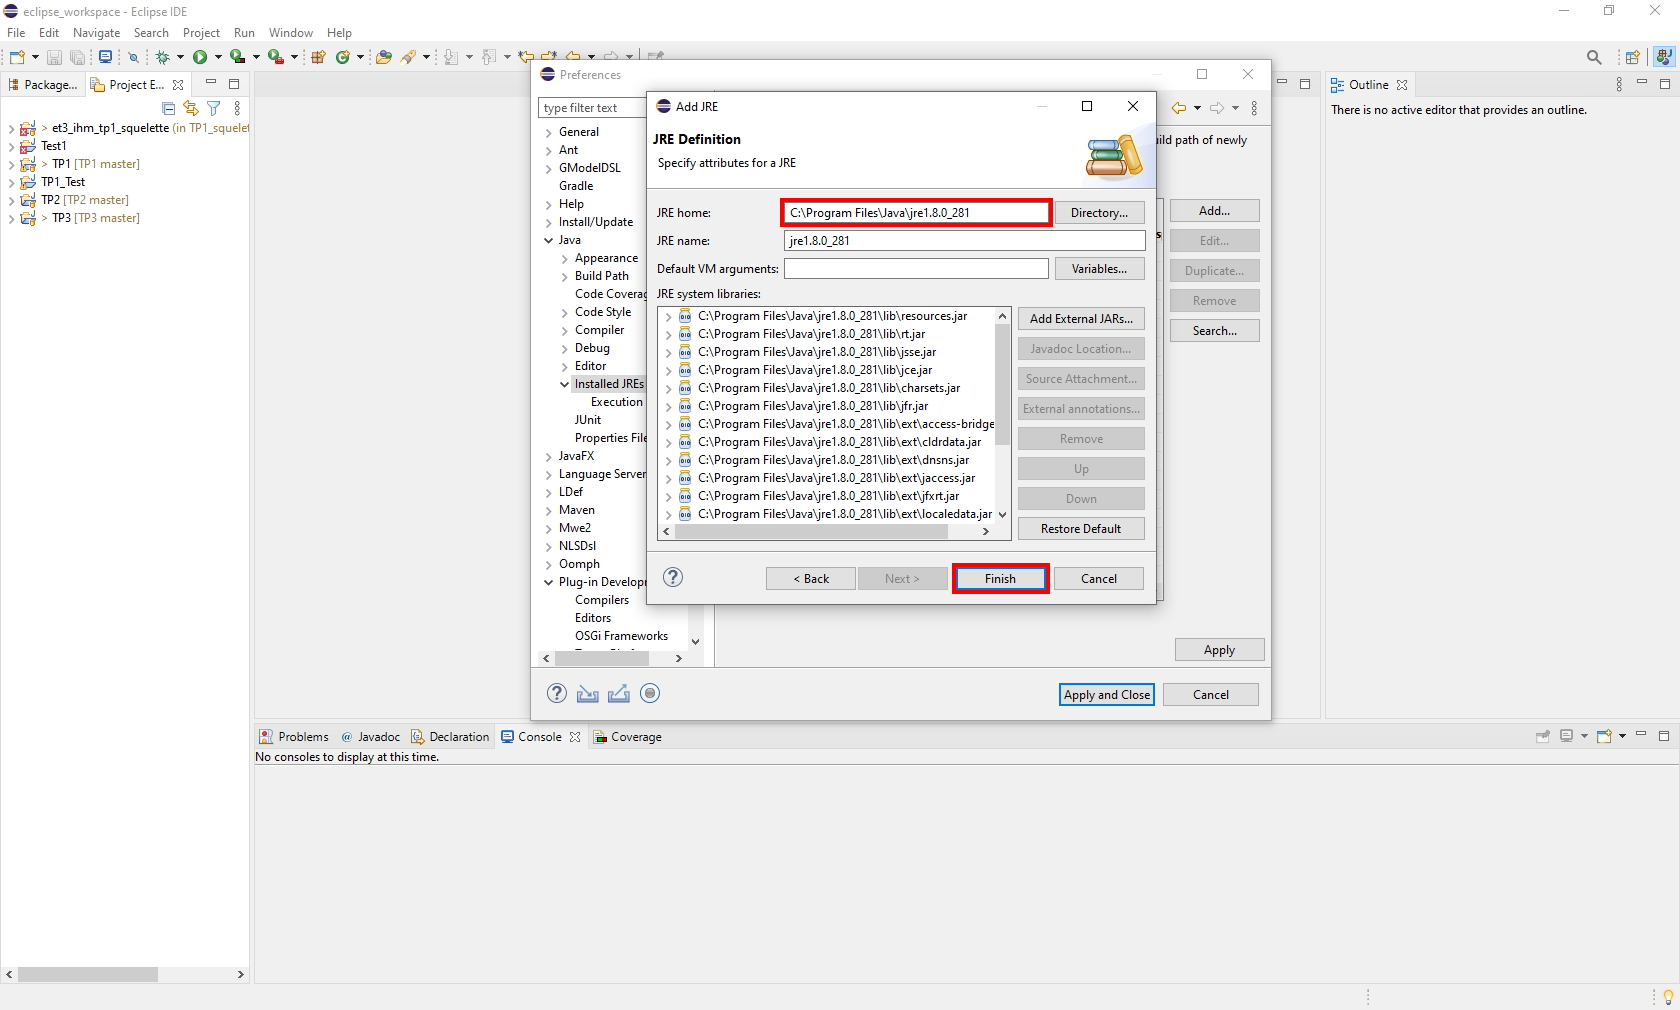 eclipse_workspace - Eclipse IDE
File Edit Navigate Search Project Run Window Help
Package... Project E...
> et3_ihm_tp1_squelette (in TP1_squelet
Test1
> TP1 [TP1 master]
TP1_Test
TP2 [TP2 master]
> TP3 [TP3 master]
Preferences
type filter text
General
Ant
GModelDSL
Gradle
Help
Install/Update
Java
Appearance
Build Path
Code Coverag
Code Style
Compiler
Debug
Editor
Installed JREs
Execution
JUnit
Properties File
JavaFX
Language Server
LDef
Maven
Mwe2
NLSDsl
Oomph
Plug-in Develop
Compilers
Editors
OSGi Frameworks
uild path of newly
Add...
Edit...
Duplicate...
Remove
Search...
Apply
Apply and Close
Cancel
Add JRE
JRE Definition
Specify attributes for a JRE
JRE home: C:\Program Files\Java\jre1.8.0_281 Directory...
JRE name: jre1.8.0_281
Default VM arguments: Variables...
JRE system libraries:
C:\Program Files\Java\jre1.8.0_281\lib\resources.jar
C:\Program Files\Java\jre1.8.0_281\lib\rt.jar
C:\Program Files\Java\jre1.8.0_281\lib\jsse.jar
C:\Program Files\Java\jre1.8.0_281\lib\jce.jar
C:\Program Files\Java\jre1.8.0_281\lib\charsets.jar
C:\Program Files\Java\jre1.8.0_281\lib\jfr.jar
C:\Program Files\Java\jre1.8.0_281\lib\ext\access-bridge
C:\Program Files\Java\jre1.8.0_281\lib\ext\cldrdata.jar
C:\Program Files\Java\jre1.8.0_281\lib\ext\dnsns.jar
C:\Program Files\Java\jre1.8.0_281\lib\ext\jaccess.jar
C:\Program Files\Java\jre1.8.0_281\lib\ext\jfxrt.jar
C:\Program Files\Java\jre1.8.0_281\lib\ext\localedata.jar
Add External JARs...
Javadoc Location...
Source Attachment...
External annotations...
Remove
Up
Down
Restore Default
< Back Next > Finish Cancel
Outline
There is no active editor that provides an outline.
Problems @ Javadoc Declaration Console Coverage
No consoles to display at this time.